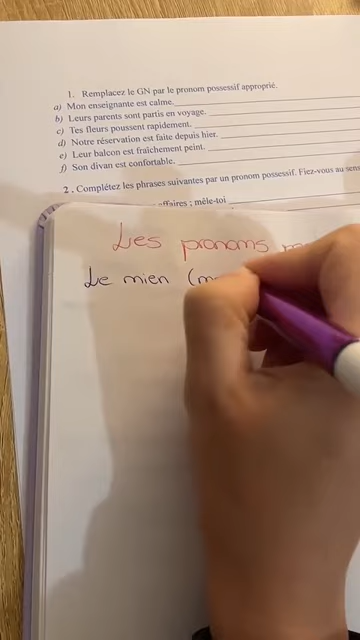 1. Remplacez le GN par le pronom possessif approprié.
a) Mon enseignante est calme.
b) Leurs parents sont partis en voyage.
c) Tes fleurs poussent rapidement.
d) Notre réservation est faite depuis hier.
e) Leur balcon est fraîchement peint.
f) Son divan est confortable.
2. Complétez les phrases suivantes par un pronom possessif. Fiez-vous au sens
affaires ; mêle-toi
Les pronoms
Le mien (m